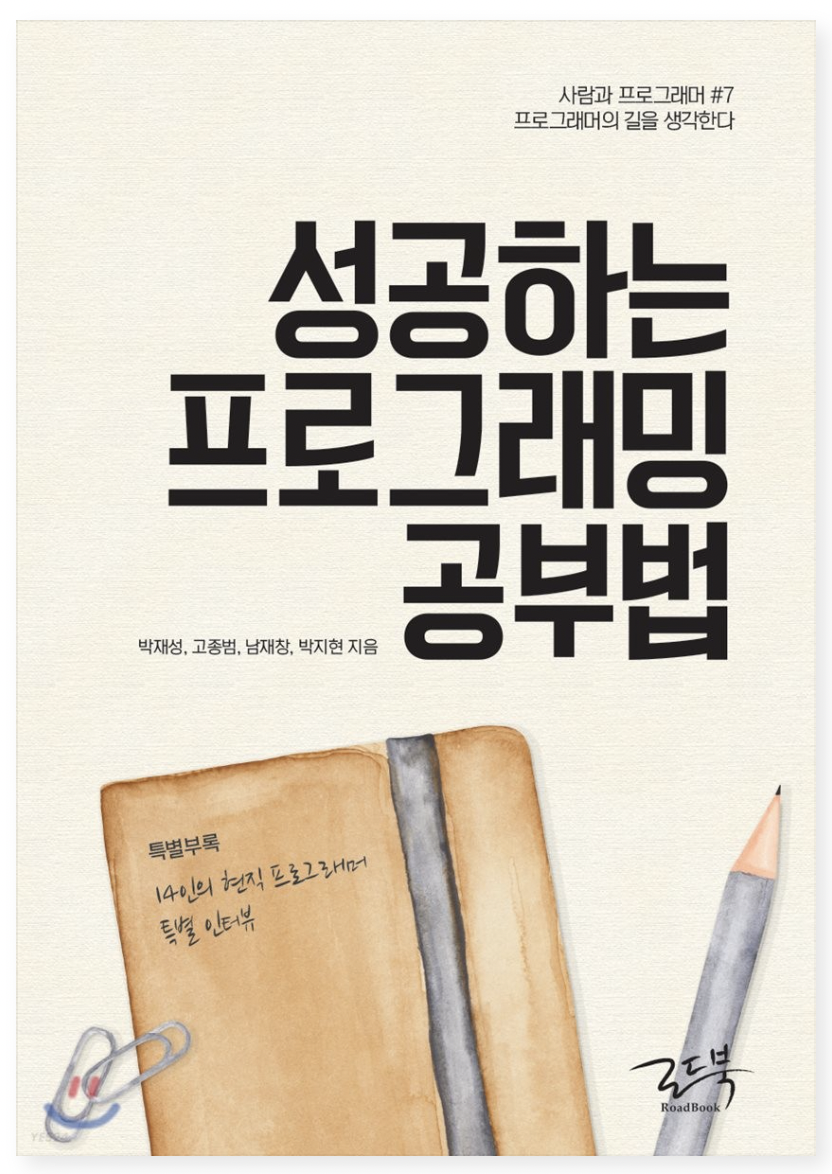 사람과 프로그래머 #7
프로그래머의 길을 생각한다
성공하는
프로그래밍
공부법
박재성, 고종범, 남재창, 박지현 지음
특별부록
14인의 현직 프로그래머
특별 인터뷰
로드북
RoadBook